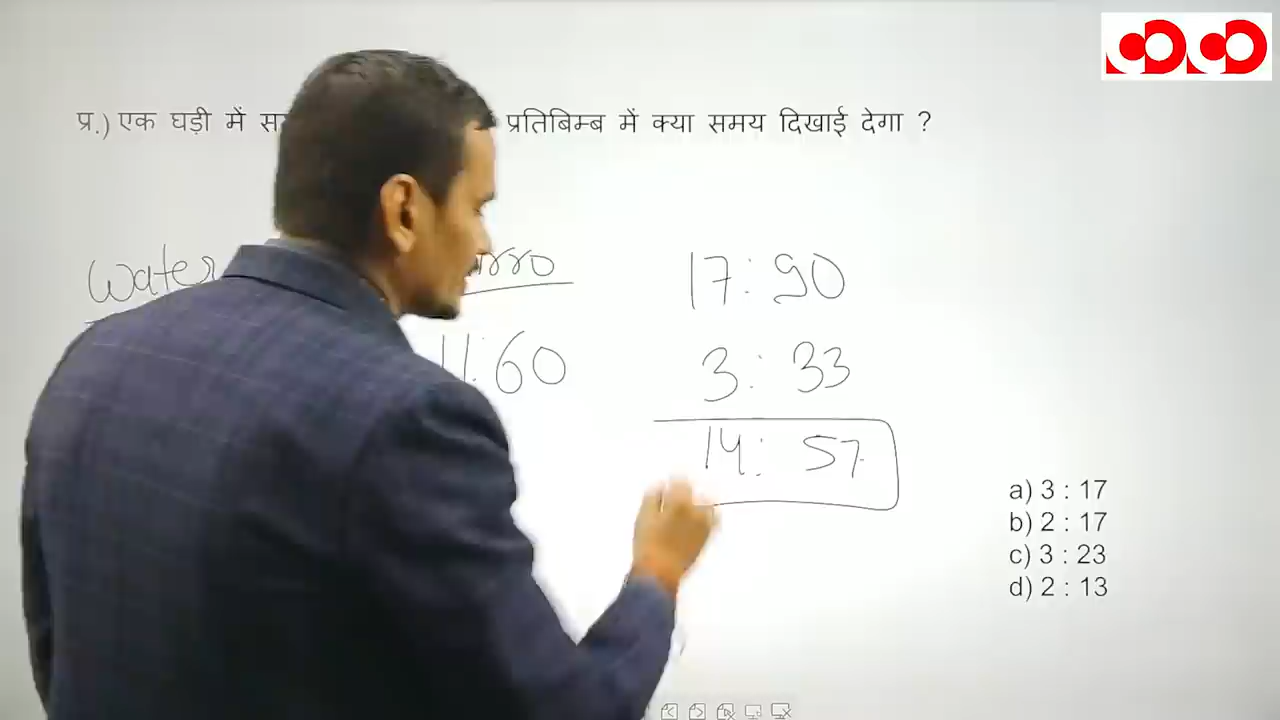 प्र.) एक घड़ी में प्रतिबिम्ब में क्या समय दिखाई देगा ?
water
17:90
11:60
3:33
14:57
a) 3 : 17
b) 2 : 17
c) 3 : 23
d) 2 : 13